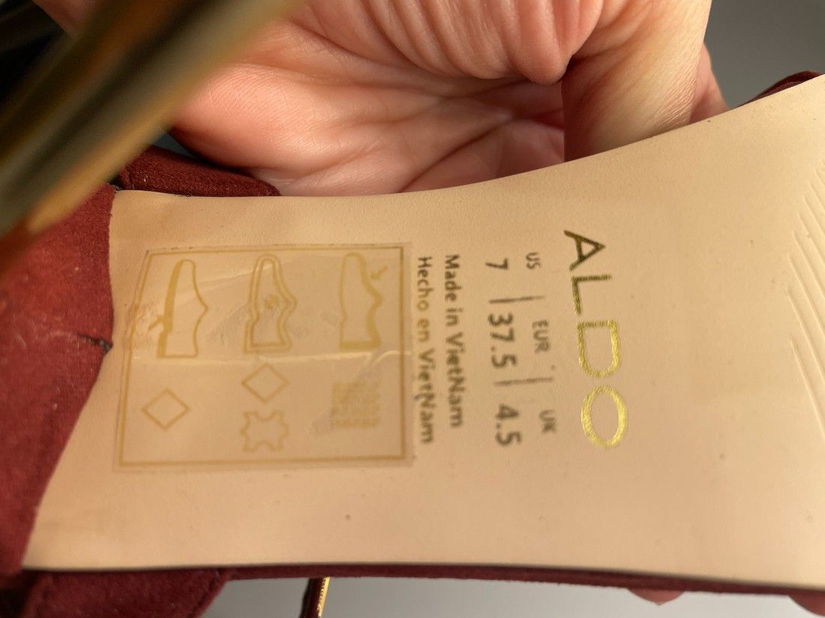 ALDO
US EUR UK
7 | 37.5 | 4.5
Made in VietNam
Hecho en VietNam